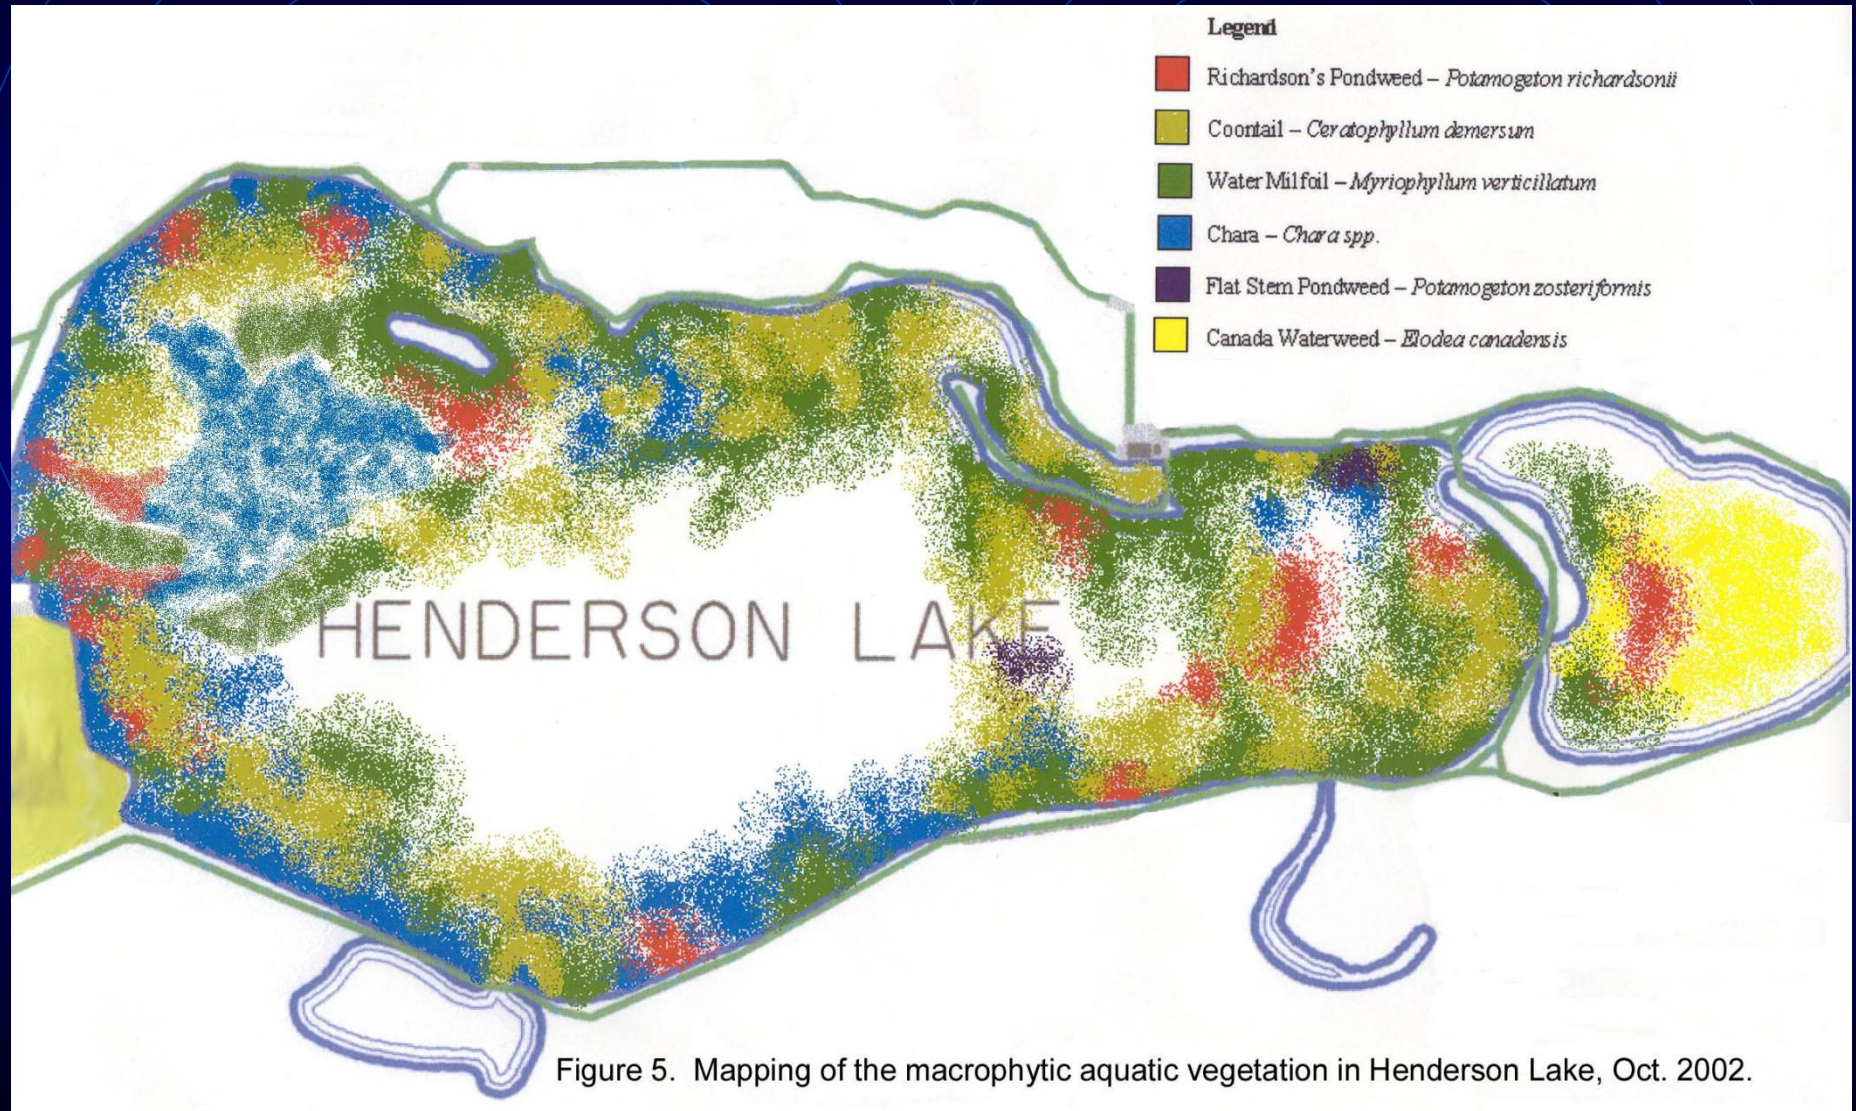 Legend
Richardson's Pondweed – Potamogeton richardsonii
Coontail – Ceratophyllum demersum
Water Milfoil – Myriophyllum verticillatum
Chara – Chara spp.
Flat Stem Pondweed – Potamogeton zosteriformis
Canada Waterweed – Elodea canadensis
HENDERSON LAKE
Figure 5. Mapping of the macrophytic aquatic vegetation in Henderson Lake, Oct. 2002.